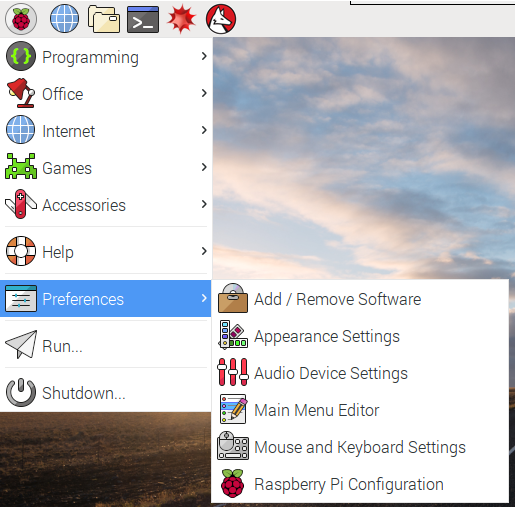 Programming
Office
Internet
Games
Accessories
Help
Preferences
Run...
Shutdown...
Add / Remove Software
Appearance Settings
Audio Device Settings
Main Menu Editor
Mouse and Keyboard Settings
Raspberry Pi Configuration